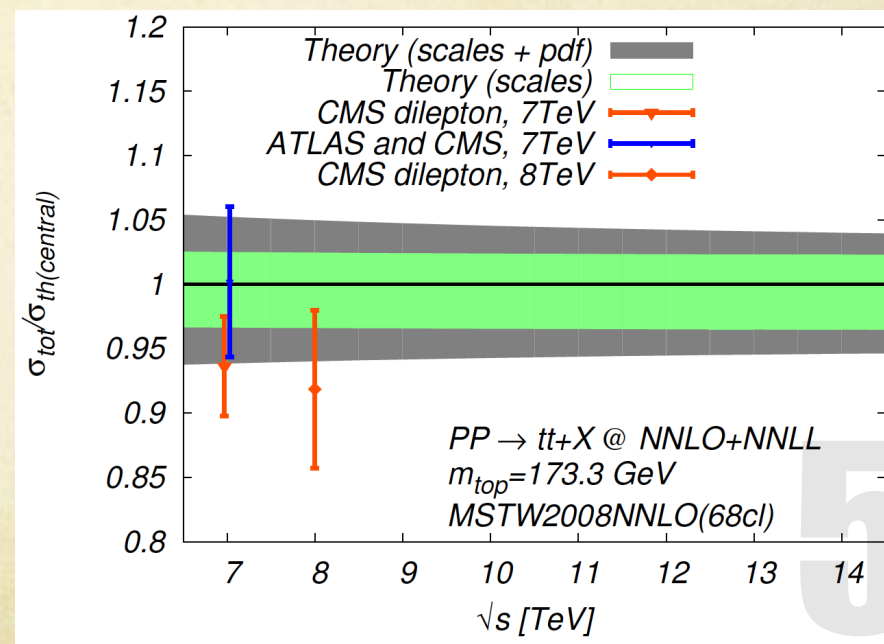 1.2
1.15
1.1
1.05
1
0.95
0.9
0.85
0.8
σtot/σth(central)
Theory (scales + pdf)
Theory (scales)
CMS dilepton, 7TeV
ATLAS and CMS, 7TeV
CMS dilepton, 8TeV
PP → tt+X @ NNLO+NNLL
mtop=173.3 GeV
MSTW2008NNLO(68cl)
7 8 9 10 11 12 13 14
√s [TeV]
5